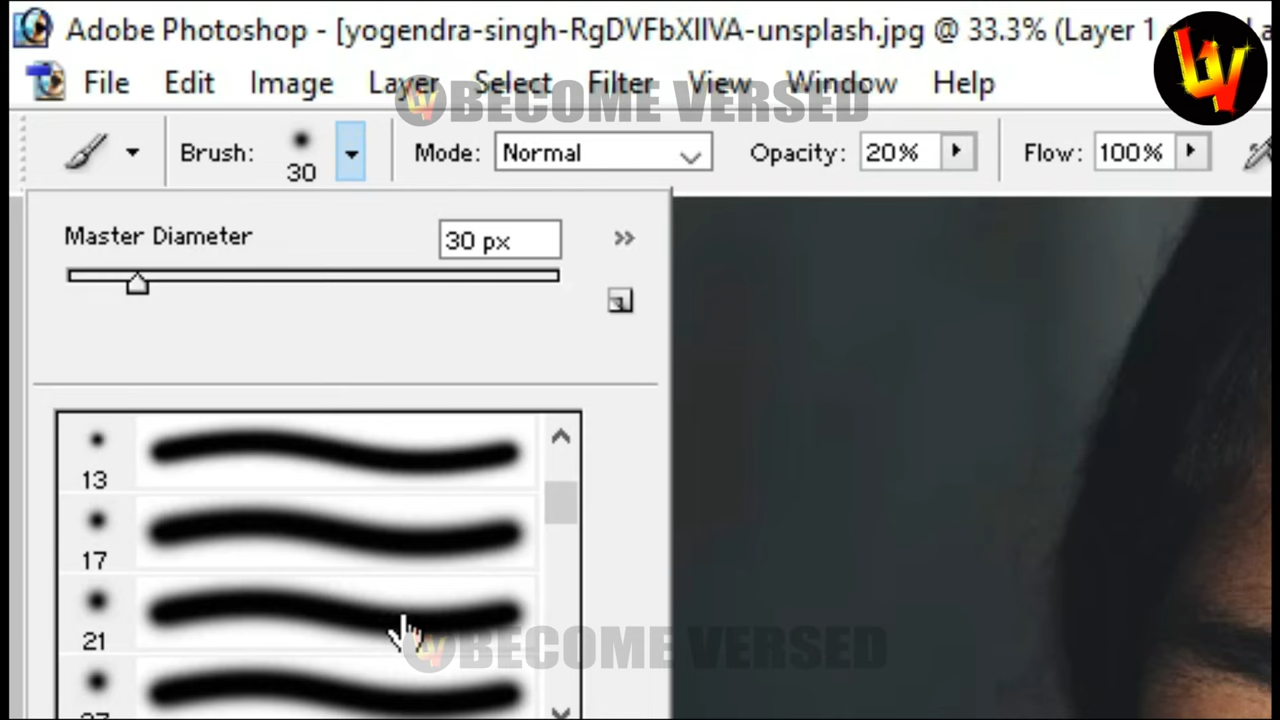 Adobe Photoshop - [yogendra-singh-RgDVFbXIIVA-unsplash.jpg @ 33.3% (Layer 1
File Edit Image Layer Select Filter View Window Help
BECOME VERSED
Brush: 30 Mode: Normal Opacity: 20% Flow: 100%
Master Diameter 30 px
13
17
21
BECOME VERSED